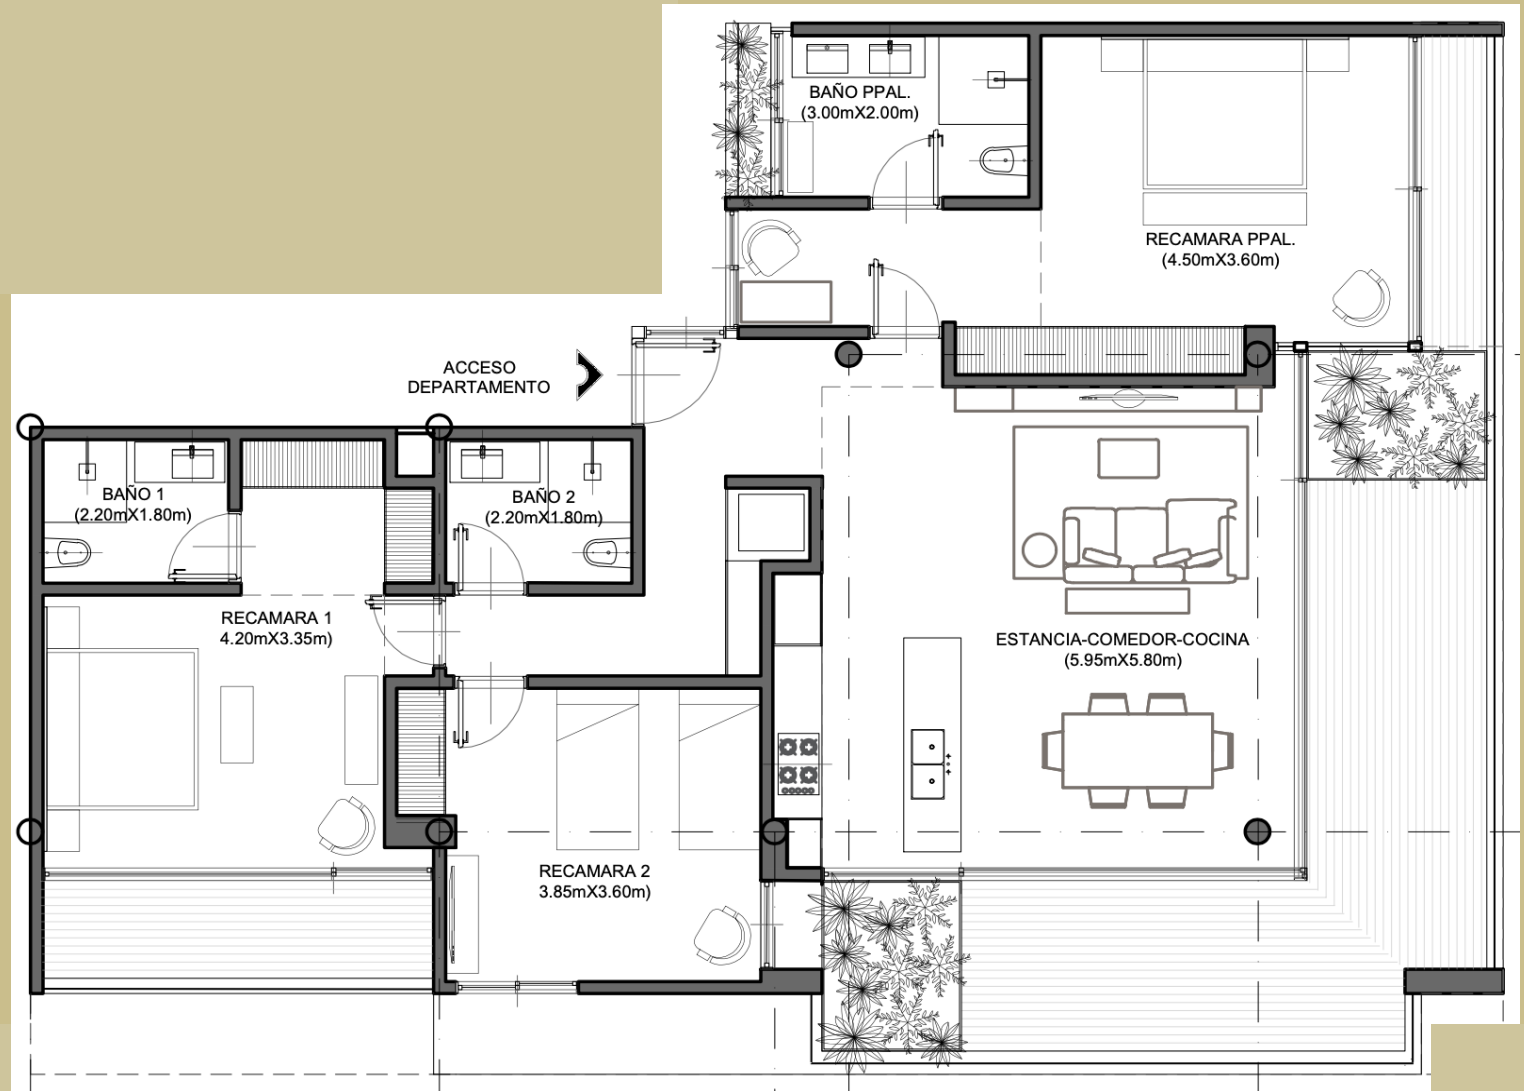 BAÑO PPAL.
(3.00mX2.00m)
RECAMARA PPAL.
(4.50mX3.60m)
ACCESO
DEPARTAMENTO
BAÑO 1
(2.20mX1.80m)
BAÑO 2
(2.20mX1.80m)
RECAMARA 1
4.20mX3.35m)
ESTANCIA-COMEDOR-COCINA
(5.95mX5.80m)
RECAMARA 2
3.85mX3.60m)